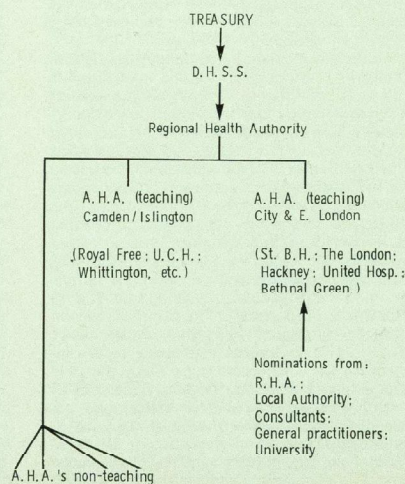 TREASURY
D.H.S.S.
Regional Health Authority
A.H.A. (teaching)
Camden/Islington
(Royal Free; U.C.H.;
Whittington, etc.)
A.H.A. (teaching)
City & E. London
(St. B.H.; The London;
Hackney; United Hosp.;
Bethnal Green)
Nominations from:
R.H.A.;
Local Authority;
Consultants;
General practitioners;
University
A.H.A.'s non-teaching